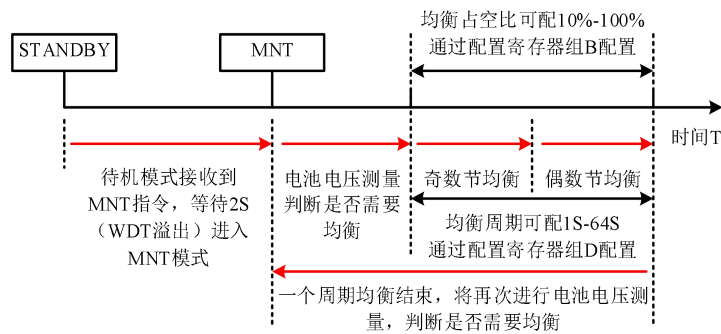 均衡占空比可配10%-100%
通过配置寄存器组B配置
STANDBY
MNT
时间T
待机模式接收到
MNT指令，等待2S
（WDT溢出）进入
MNT模式
电池电压测量
判断是否需要
均衡
奇数节均衡
偶数节均衡
均衡周期可配1S-64S
通过配置寄存器组D配置
一个周期均衡结束，将再次进行电池电压测
量，判断是否需要均衡